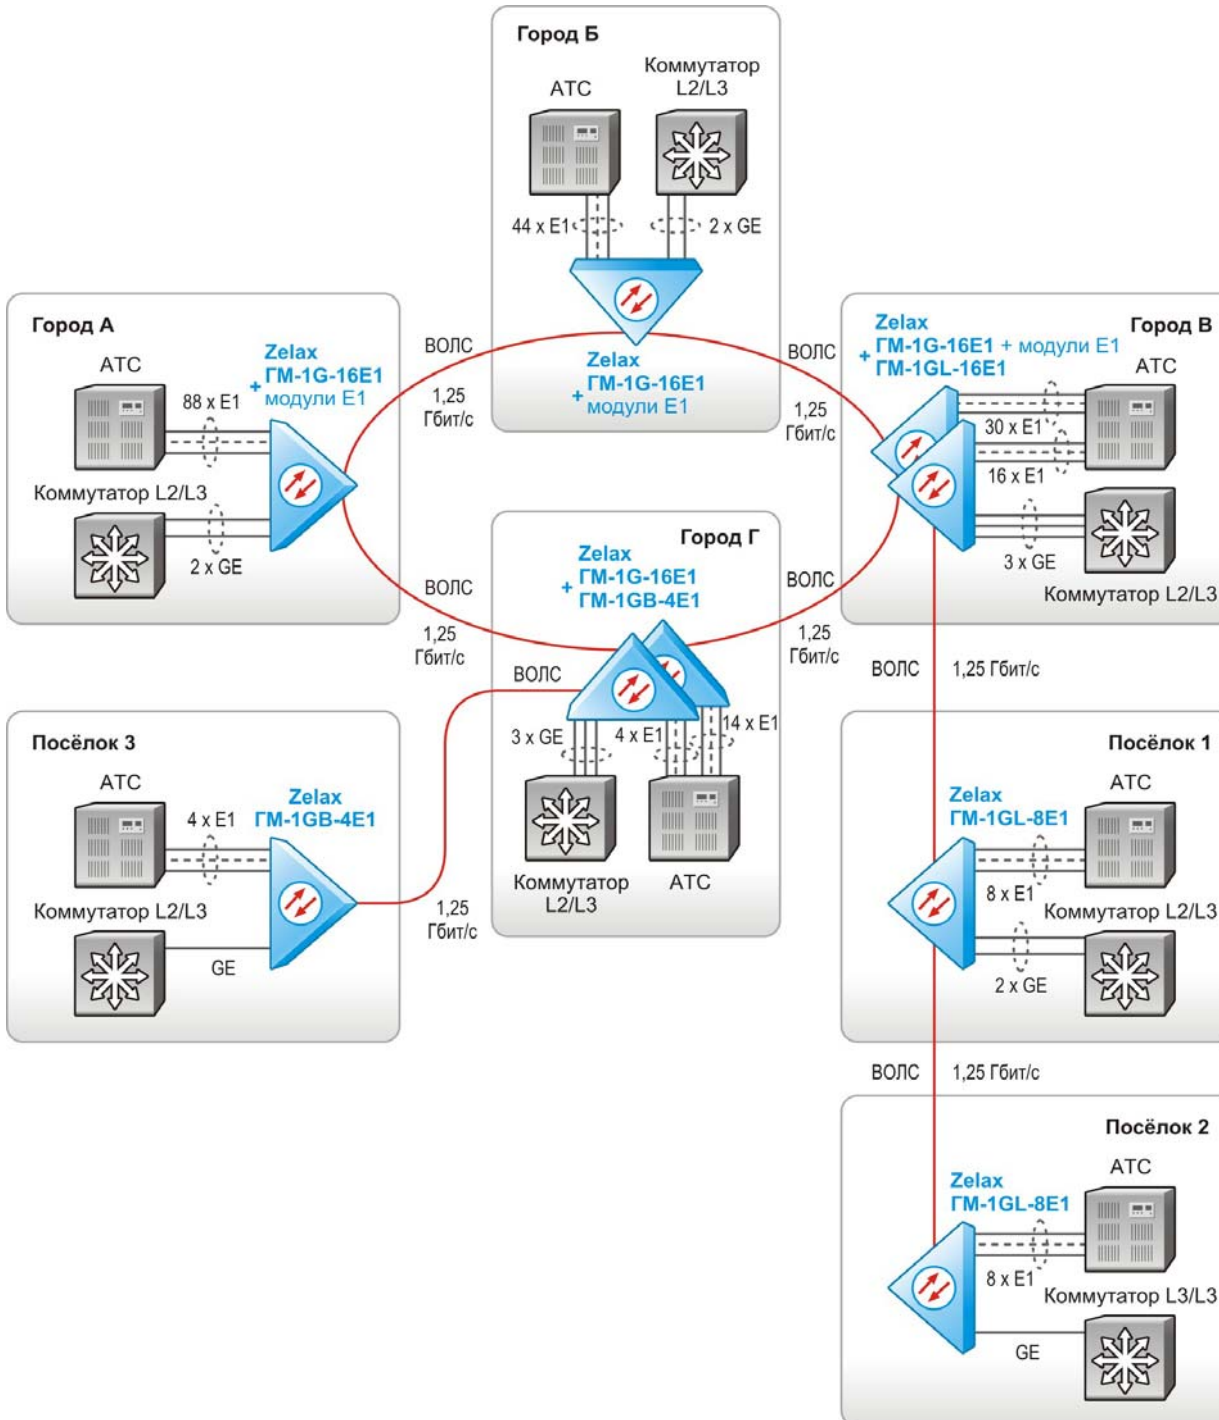 Город Б
АТС
Коммутатор
L2/L3
44 x E1
2 x GE
Zelax
ГМ-1G-16E1
+ модули E1
Город А
АТС
Zelax
+ ГМ-1G-16E1
модули E1
88 x E1
Коммутатор L2/L3
2 x GE
ВОЛС
1,25
Гбит/с
ВОЛС
1,25
Гбит/с
Город В
Zelax
ГМ-1G-16E1 + модули E1
+ ГМ-1GL-16E1
АТС
30 x E1
16 x E1
3 x GE
Коммутатор L2/L3
ВОЛС
1,25
Гбит/с
ВОЛС
1,25
Гбит/с
Город Г
Zelax
+ ГМ-1G-16E1
ГМ-1GB-4E1
ВОЛС
3 x GE
4 x E1
14 x E1
Коммутатор
L2/L3
АТС
1,25
Гбит/с
ВОЛС
1,25 Гбит/с
Посёлок 3
АТС
Zelax
ГМ-1GB-4E1
4 x E1
Коммутатор L2/L3
GE
Посёлок 1
Zelax
ГМ-1GL-8E1
АТС
8 x E1
Коммутатор L2/L3
2 x GE
ВОЛС
1,25 Гбит/с
Посёлок 2
Zelax
ГМ-1GL-8E1
АТС
8 x E1
Коммутатор L3/L3
GE